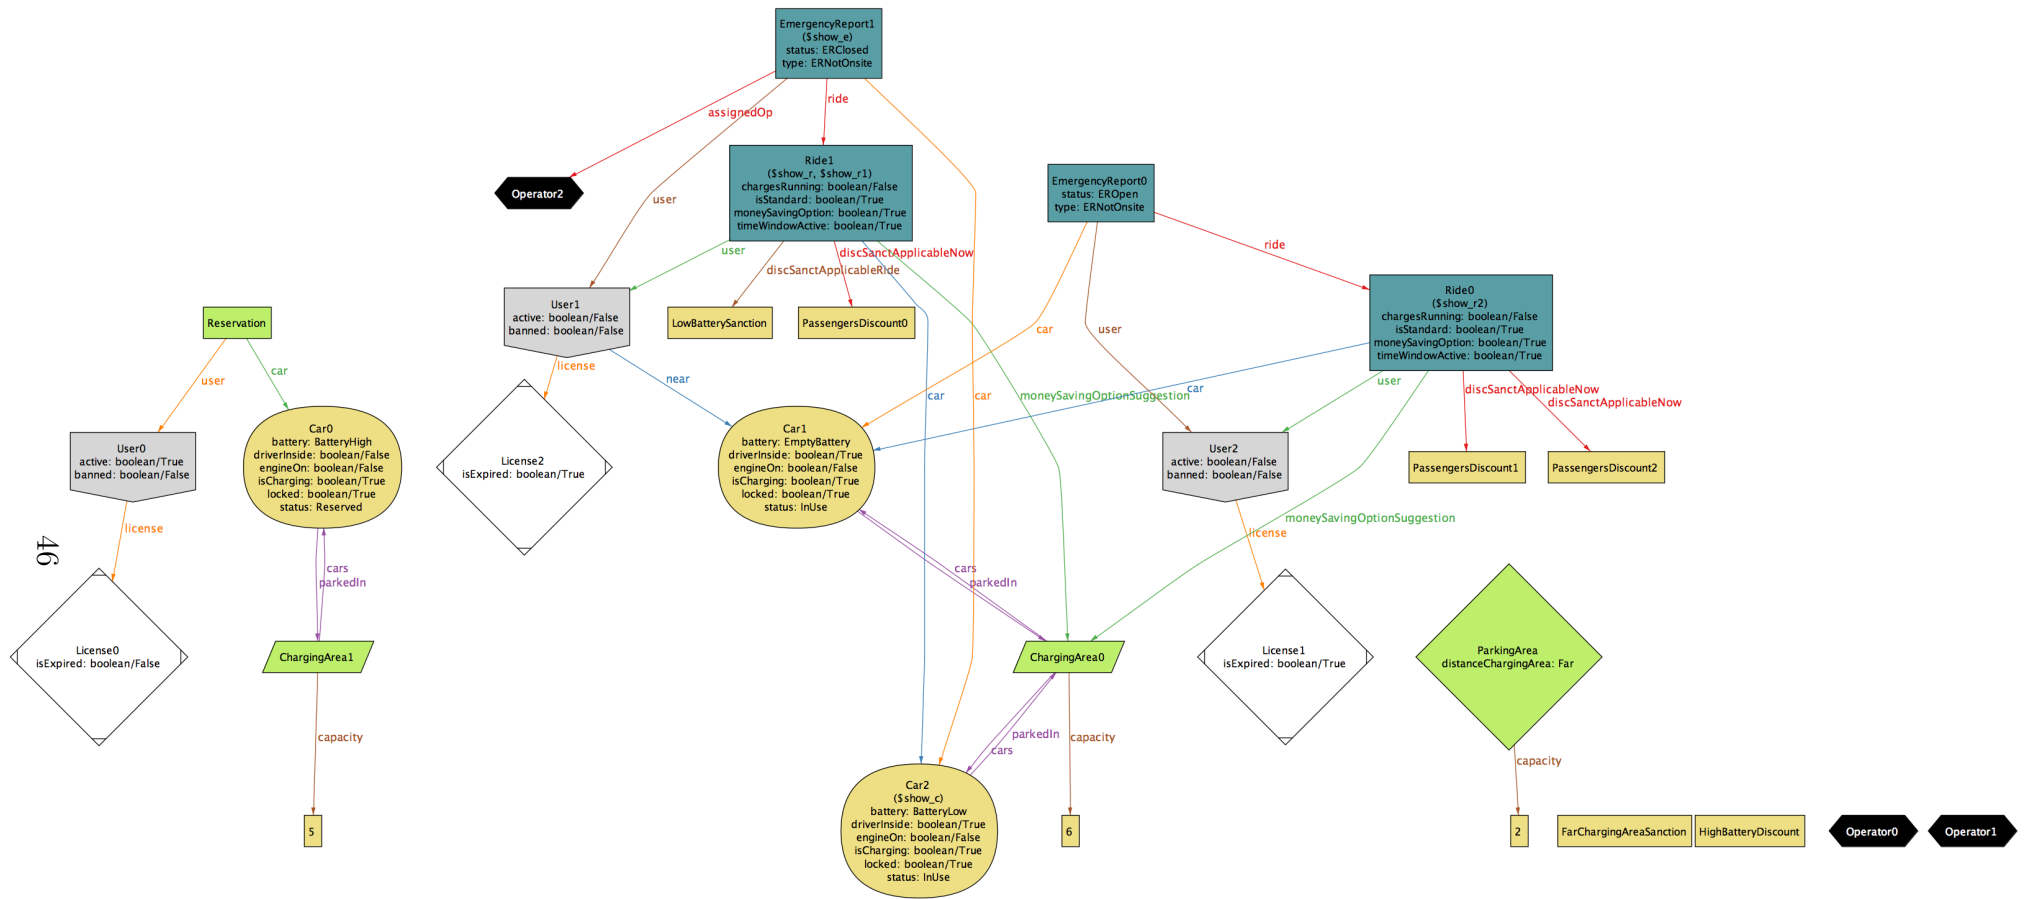 EmergencyReport1
($show_e)
status: ERClosed
type: ERNotOnsite
assignedOp
ride
Operator2
user
Ride1
($show_r, $show_r1)
chargesRunning: boolean/False
isStandard: boolean/True
moneySavingOption: boolean/True
timeWindowActive: boolean/True
EmergencyReport0
status: EROpen
type: ERNotOnsite
ride
user
discSanctApplicableNow
discSanctApplicableRide
User1
active: boolean/False
banned: boolean/False
LowBatterySanction
PassengersDiscount0
Reservation
car
user
Ride0
($show_r2)
chargesRunning: boolean/False
isStandard: boolean/True
moneySavingOption: boolean/True
timeWindowActive: boolean/True
user
car
license
near
car
car
moneySavingOptionSuggestion
car
user
discSanctApplicableNow
discSanctApplicableNow
User0
active: boolean/True
banned: boolean/False
Car0
battery: BatteryHigh
driverInside: boolean/False
engineOn: boolean/False
isCharging: boolean/True
locked: boolean/True
status: Reserved
License2
isExpired: boolean/True
Car1
battery: EmptyBattery
driverInside: boolean/True
engineOn: boolean/False
isCharging: boolean/True
locked: boolean/True
status: InUse
User2
active: boolean/False
banned: boolean/False
PassengersDiscount1
PassengersDiscount2
moneySavingOptionSuggestion
license
license
46
cars
parkedIn
cars
parkedIn
License0
isExpired: boolean/False
ChargingArea1
ChargingArea0
License1
isExpired: boolean/True
ParkingArea
distanceChargingArea: Far
capacity
parkedIn
cars
capacity
capacity
Car2
($show_c)
battery: BatteryLow
driverInside: boolean/True
engineOn: boolean/False
isCharging: boolean/True
locked: boolean/True
status: InUse
5
6
2
FarChargingAreaSanction
HighBatteryDiscount
Operator0
Operator1